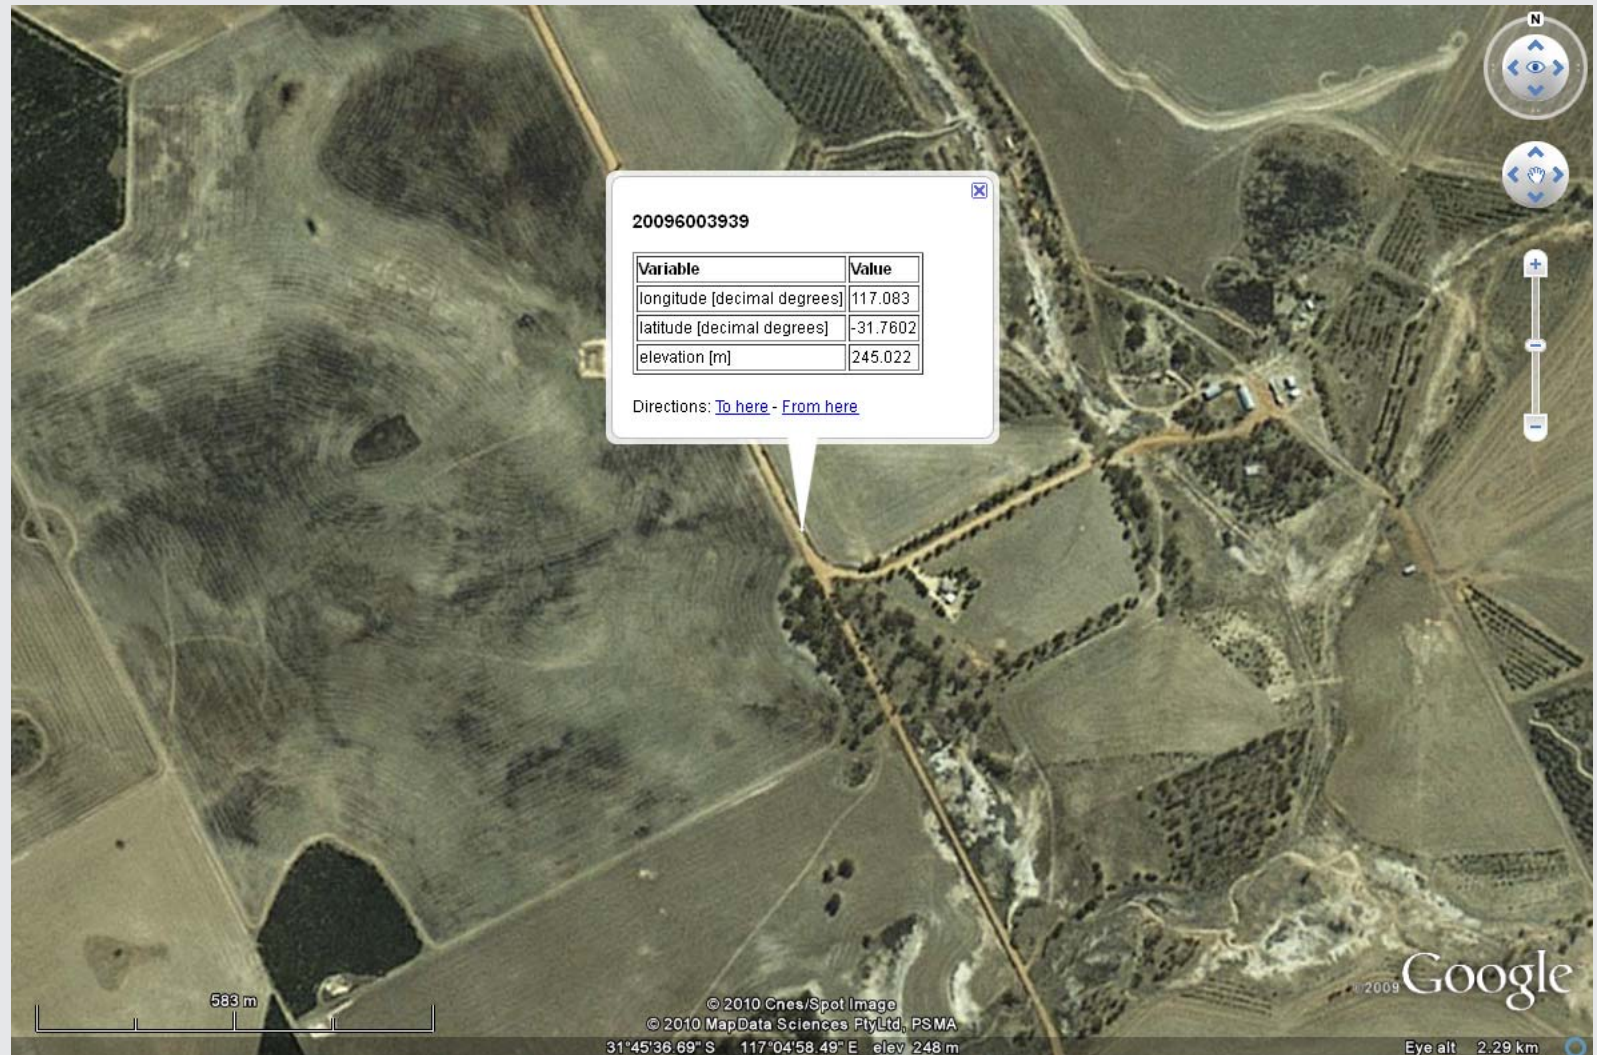 N
20096003939
Variable Value
longitude [decimal degrees] 117.083
latitude [decimal degrees] -31.7602
elevation [m] 245.022
Directions: To here - From here
583 m
© 2010 Cnes/Spot Image
© 2010 MapData Sciences PtyLtd, PSMA
© 2009 Google
31°45'36.69" S 117°04'58.49" E elev 248 m
Eye alt 2.29 km